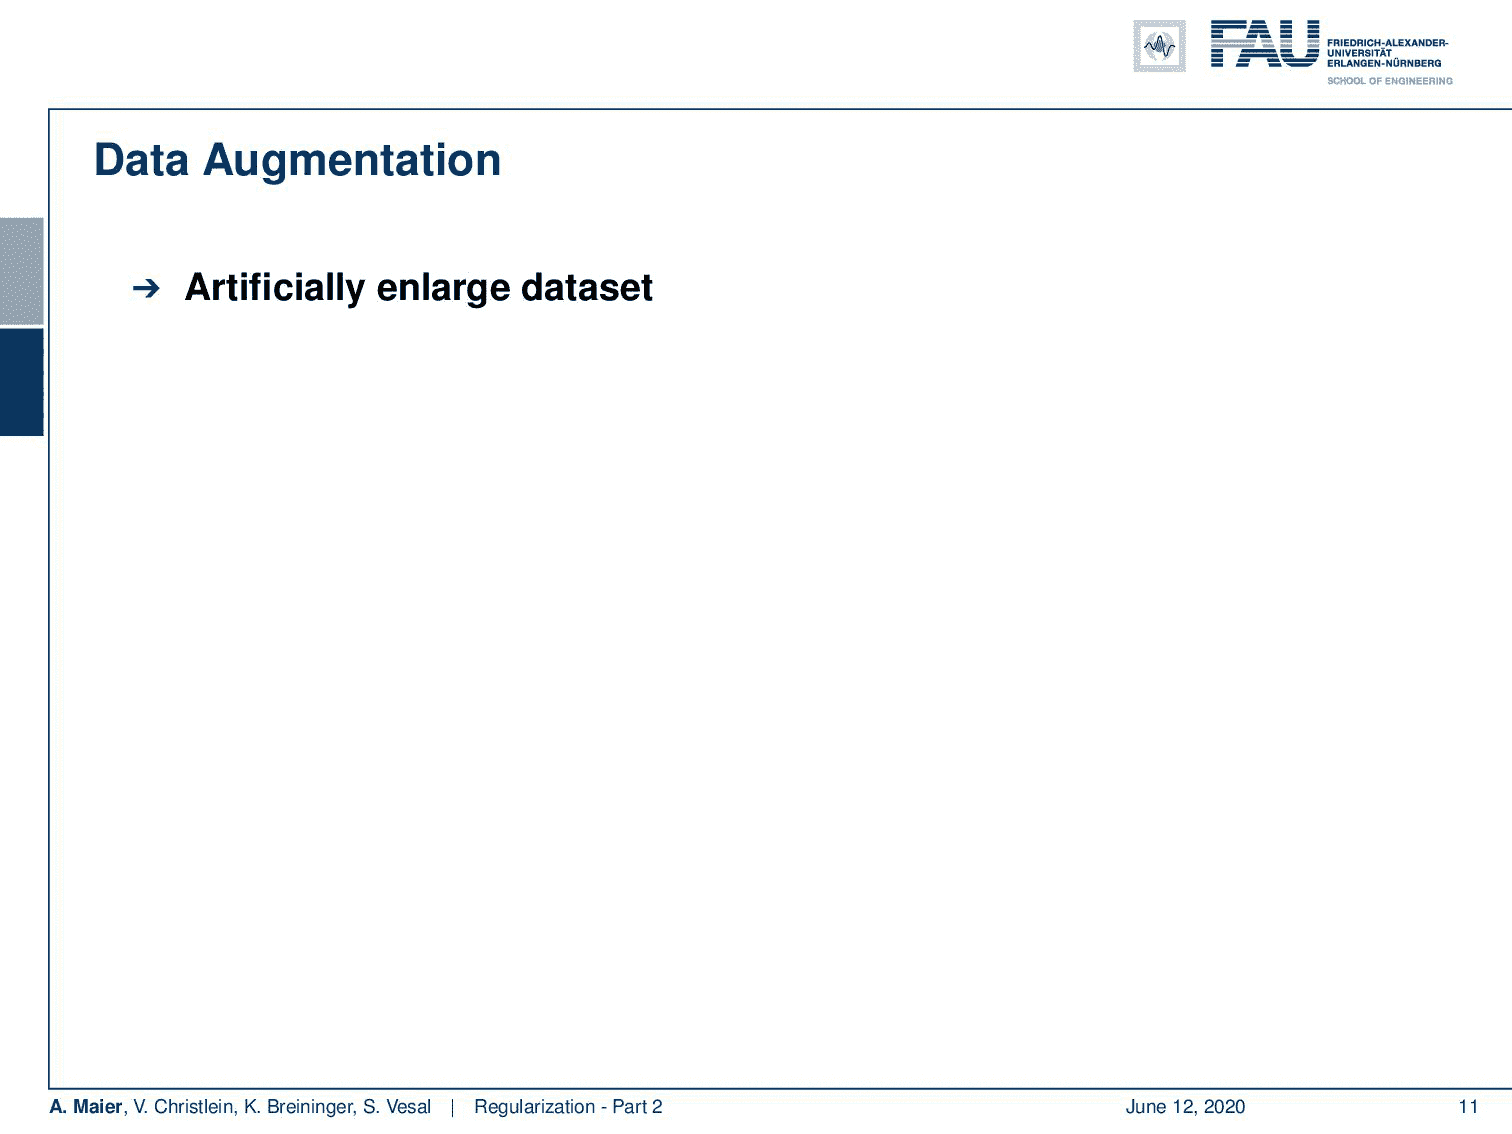 FAU
FRIEDRICH-ALEXANDER-
UNIVERSITÄT
ERLANGEN-NÜRNBERG
SCHOOL OF ENGINEERING
Data Augmentation
➔ Artificially enlarge dataset
A. Maier, V. Christlein, K. Breininger, S. Vesal | Regularization - Part 2 June 12, 2020 11